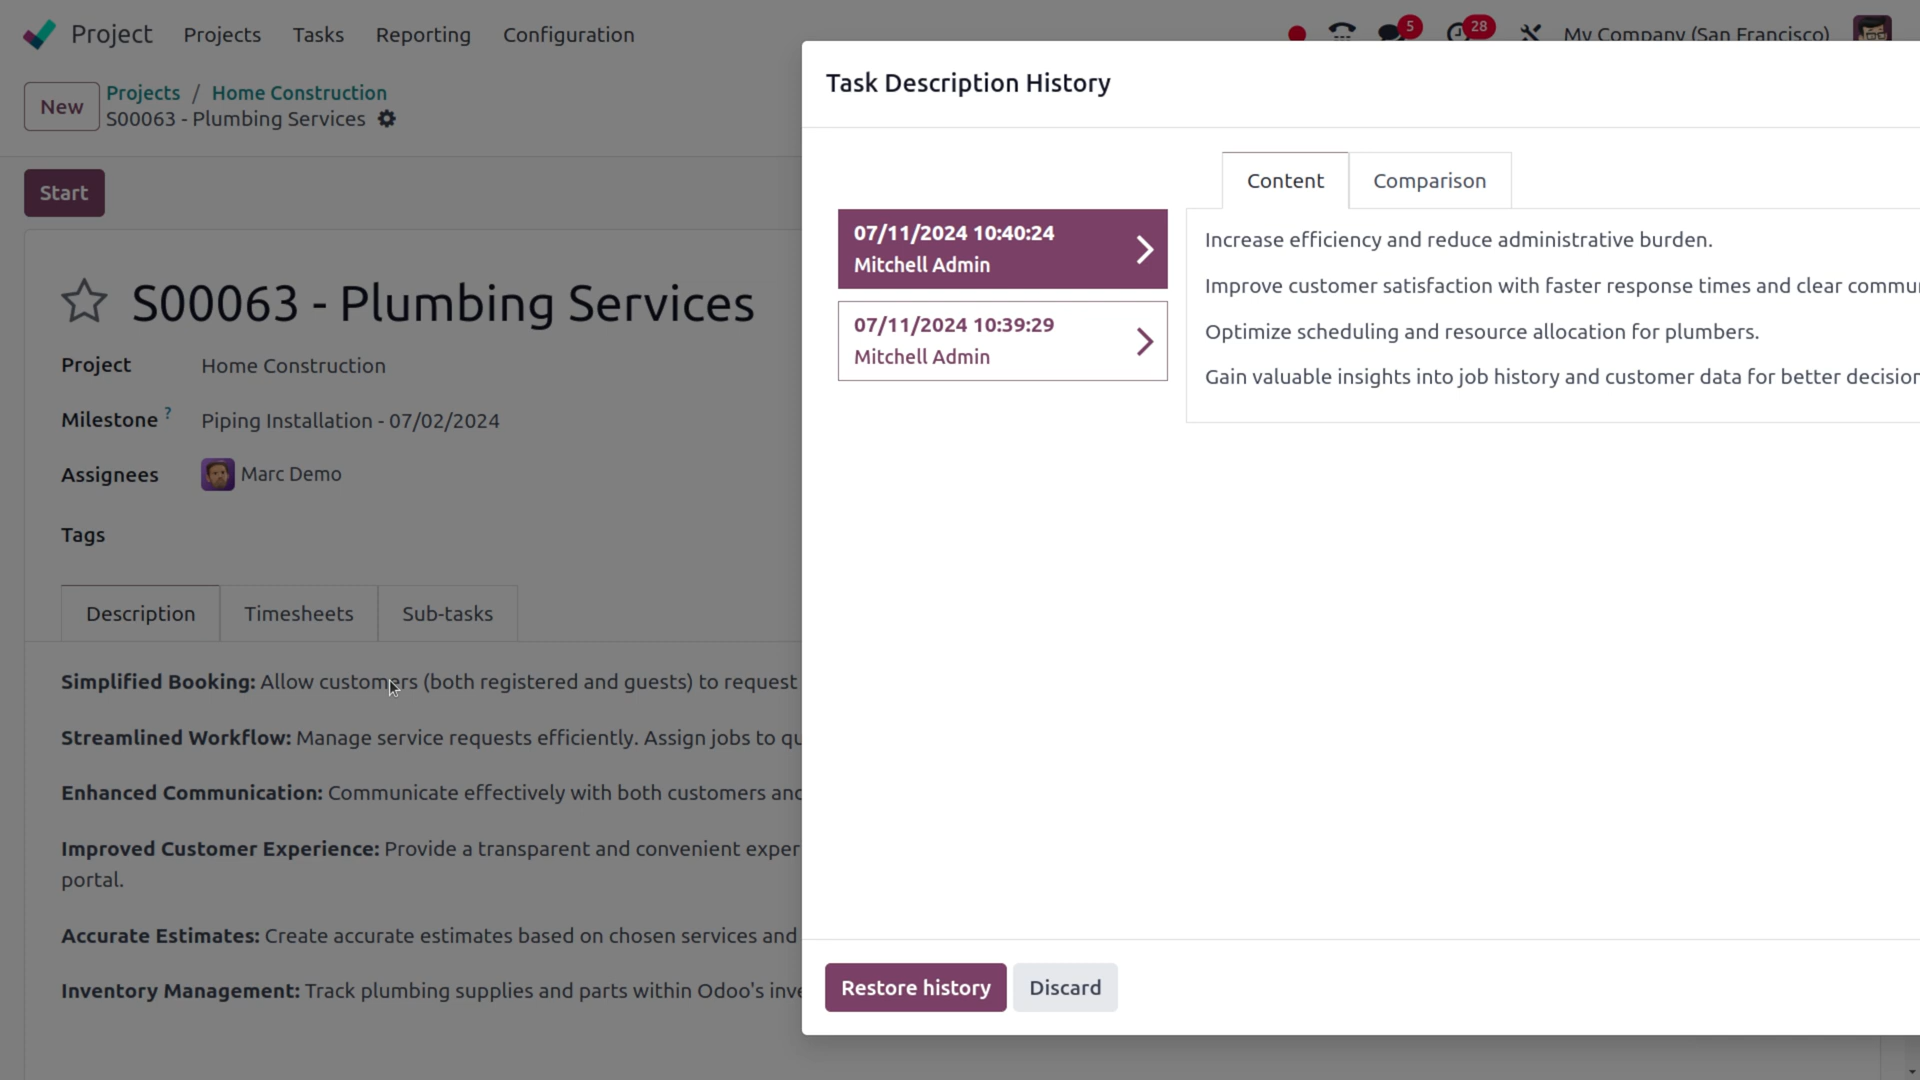 Project Projects Tasks Reporting Configuration
5 28 My Company (San Francisco)
New
Projects / Home Construction
S00063 - Plumbing Services
Start
S00063 - Plumbing Services
Project Home Construction
Milestone ? Piping Installation - 07/02/2024
Assignees Marc Demo
Tags
Description Timesheets Sub-tasks
Simplified Booking: Allow customers (both registered and guests) to request
Streamlined Workflow: Manage service requests efficiently. Assign jobs to
Enhanced Communication: Communicate effectively with both customers
Improved Customer Experience: Provide a transparent and convenient
portal.
Accurate Estimates: Create accurate estimates based on chosen services and
Inventory Management: Track plumbing supplies and parts within Odoo's
Task Description History
Content Comparison
07/11/2024 10:40:24
Mitchell Admin
07/11/2024 10:39:29
Mitchell Admin
Increase efficiency and reduce administrative burden.
Improve customer satisfaction with faster response times and clear
Optimize scheduling and resource allocation for plumbers.
Gain valuable insights into job history and customer data for better
Restore history Discard